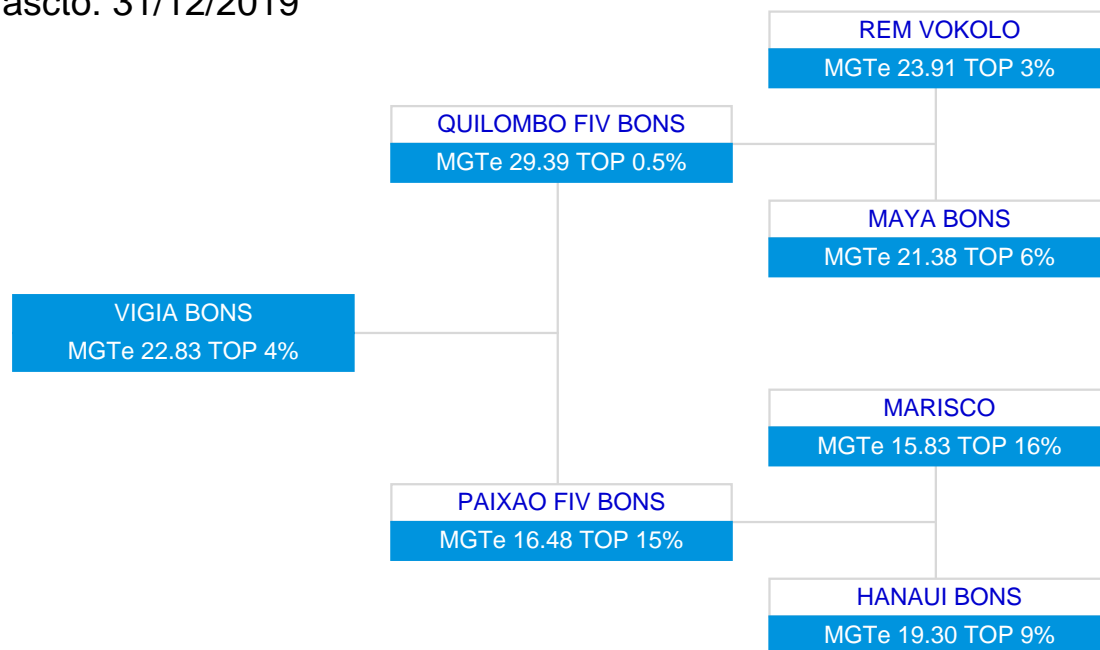 ascto: 31/12/2019
REM VOKOLO
MGTe 23.91 TOP 3%
QUILOMBO FIV BONS
MGTe 29.39 TOP 0.5%
MAYA BONS
MGTe 21.38 TOP 6%
VIGIA BONS
MGTe 22.83 TOP 4%
MARISCO
MGTe 15.83 TOP 16%
PAIXAO FIV BONS
MGTe 16.48 TOP 15%
HANAUI BONS
MGTe 19.30 TOP 9%